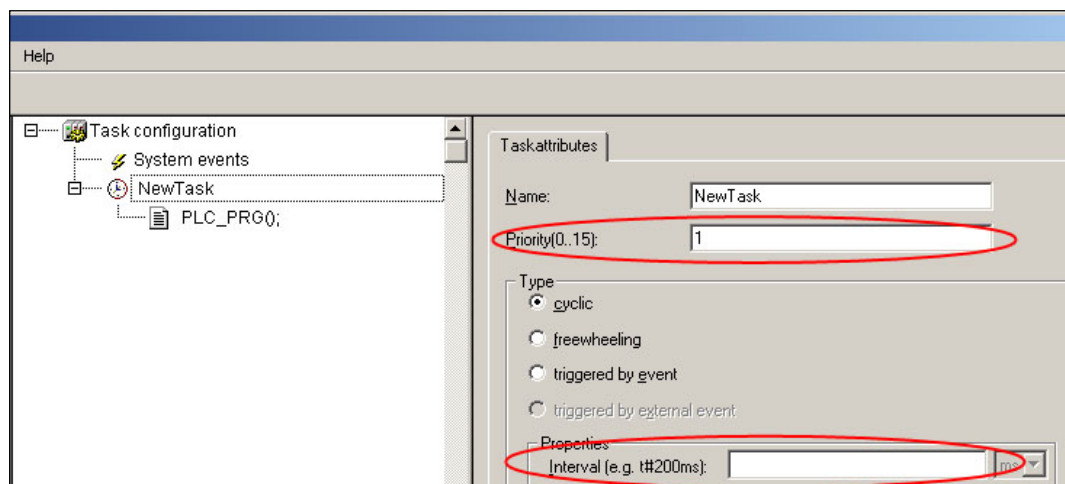 Help
Task configuration
System events
NewTask
PLC_PRG();
Taskattributes
Name: NewTask
Priority(0..15): 1
Type
cyclic
freewheeling
triggered by event
triggered by external event
Properties
Interval (e.g. t#200ms): ms